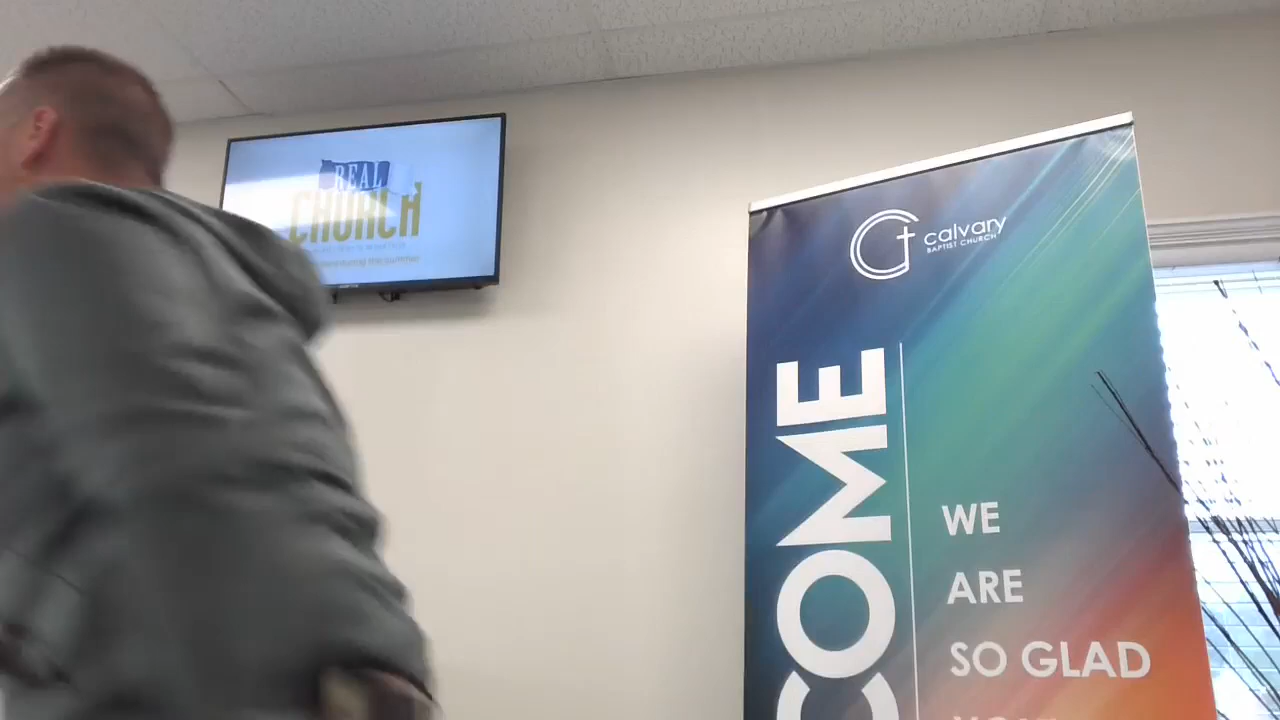 REAL
CHURCH
calvary
BAPTIST CHURCH
COME
WE
ARE
SO GLAD